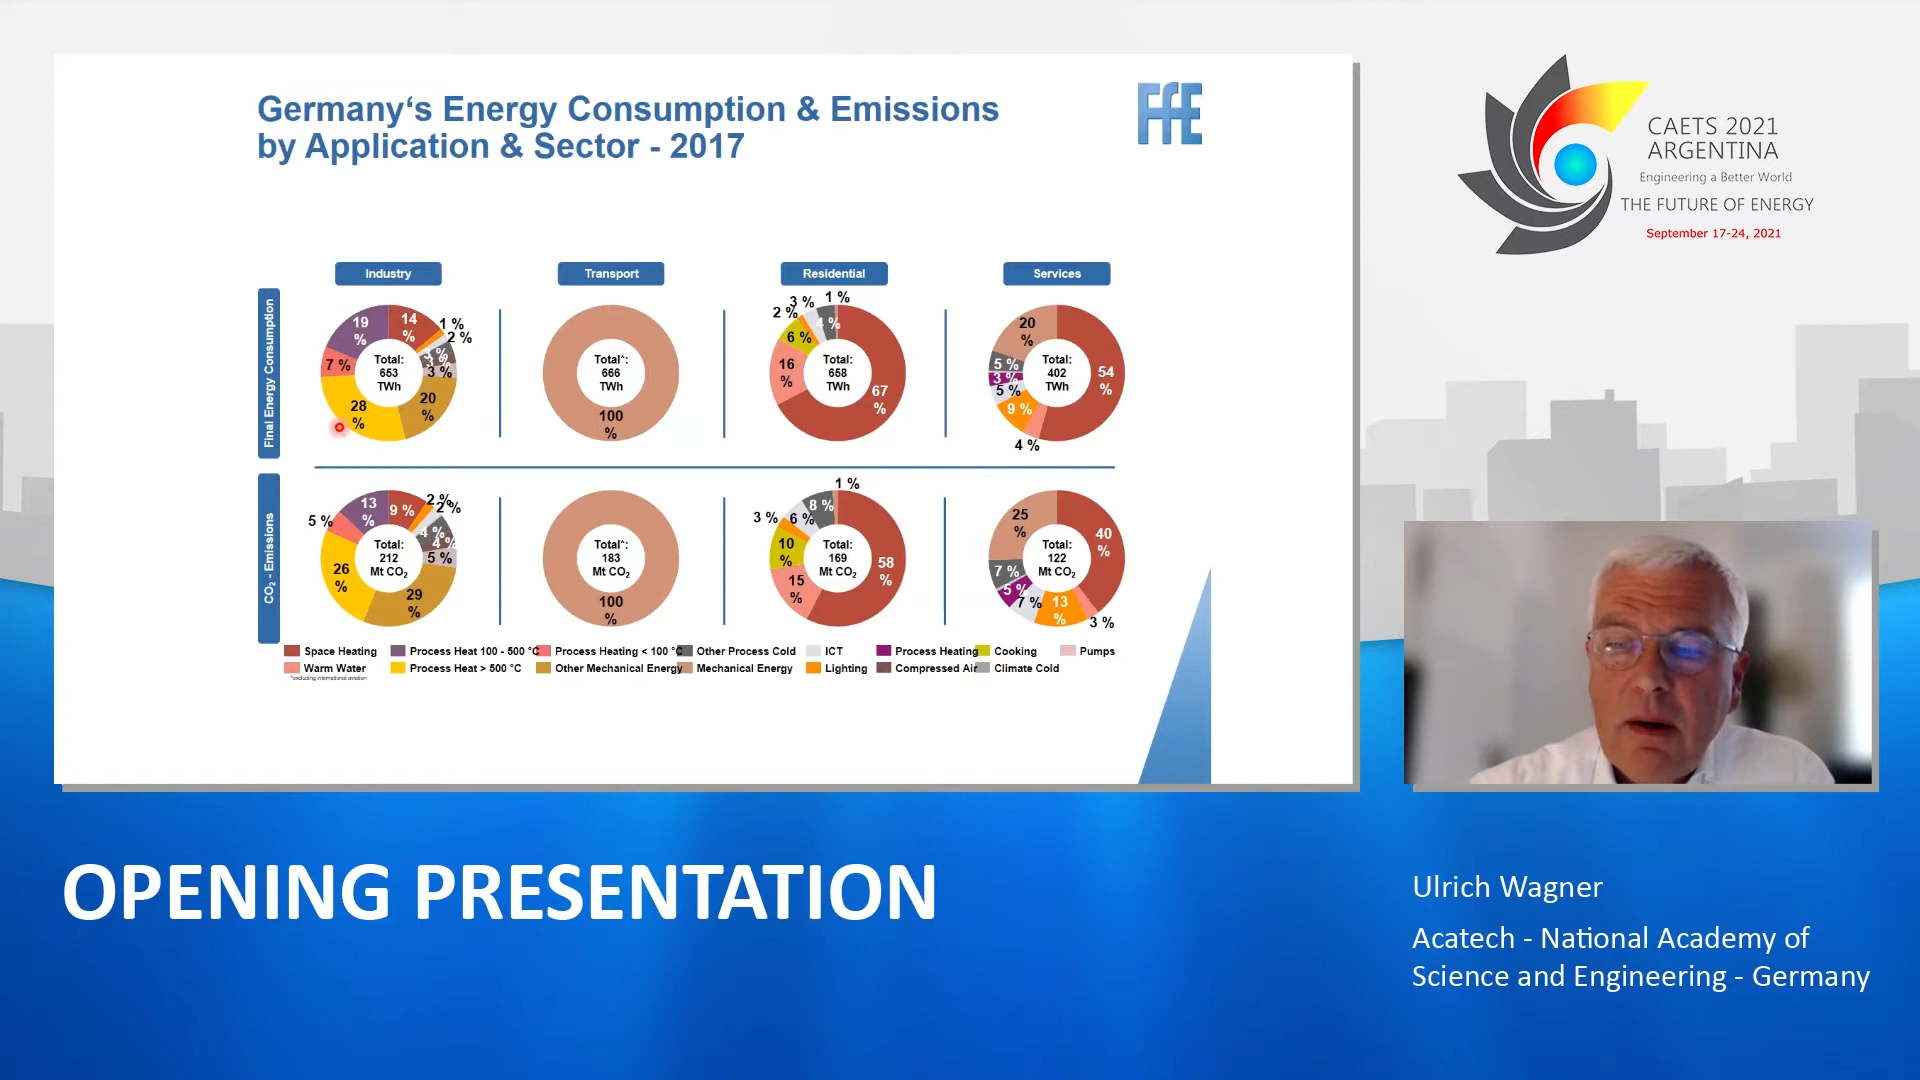 Germany‘s Energy Consumption & Emissions
by Application & Sector - 2017
FfE
CAETS 2021
ARGENTINA
Engineering a Better World
THE FUTURE OF ENERGY
September 17-24, 2021
Industry
Transport
Residential
Services
Final Energy Consumption
19 %
14 %
1 %
2 %
3 %
7 %
20 %
28 %
Total:
653
TWh
Total*:
666
TWh
100 %
3 %
1 %
2 %
4 %
6 %
16 %
67 %
Total:
658
TWh
20 %
5 %
3 %
5 %
9 %
4 %
54 %
Total:
402
TWh
CO2 - Emissions
13 %
9 %
2 %
2 %
5 %
4 %
4 %
5 %
26 %
29 %
Total:
212
Mt CO2
Total*:
183
Mt CO2
100 %
1 %
8 %
3 %
6 %
10 %
15 %
58 %
Total:
169
Mt CO2
25 %
40 %
7 %
5 %
7 %
13 %
3 %
Total:
122
Mt CO2
Space Heating
Process Heat 100 - 500 °C
Process Heating < 100 °C
Other Process Cold
ICT
Process Heating
Cooking
Pumps
Warm Water
Process Heat > 500 °C
Other Mechanical Energy
Mechanical Energy
Lighting
Compressed Air
Climate Cold
*excluding international aviation
OPENING PRESENTATION
Ulrich Wagner
Acatech - National Academy of
Science and Engineering - Germany